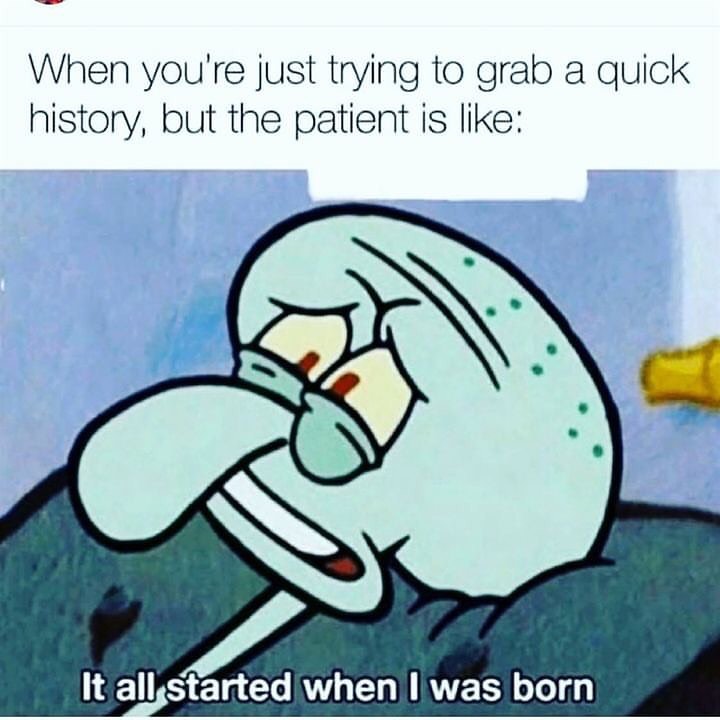 When you're just trying to grab a quick
history, but the patient is like:
It all started when I was born